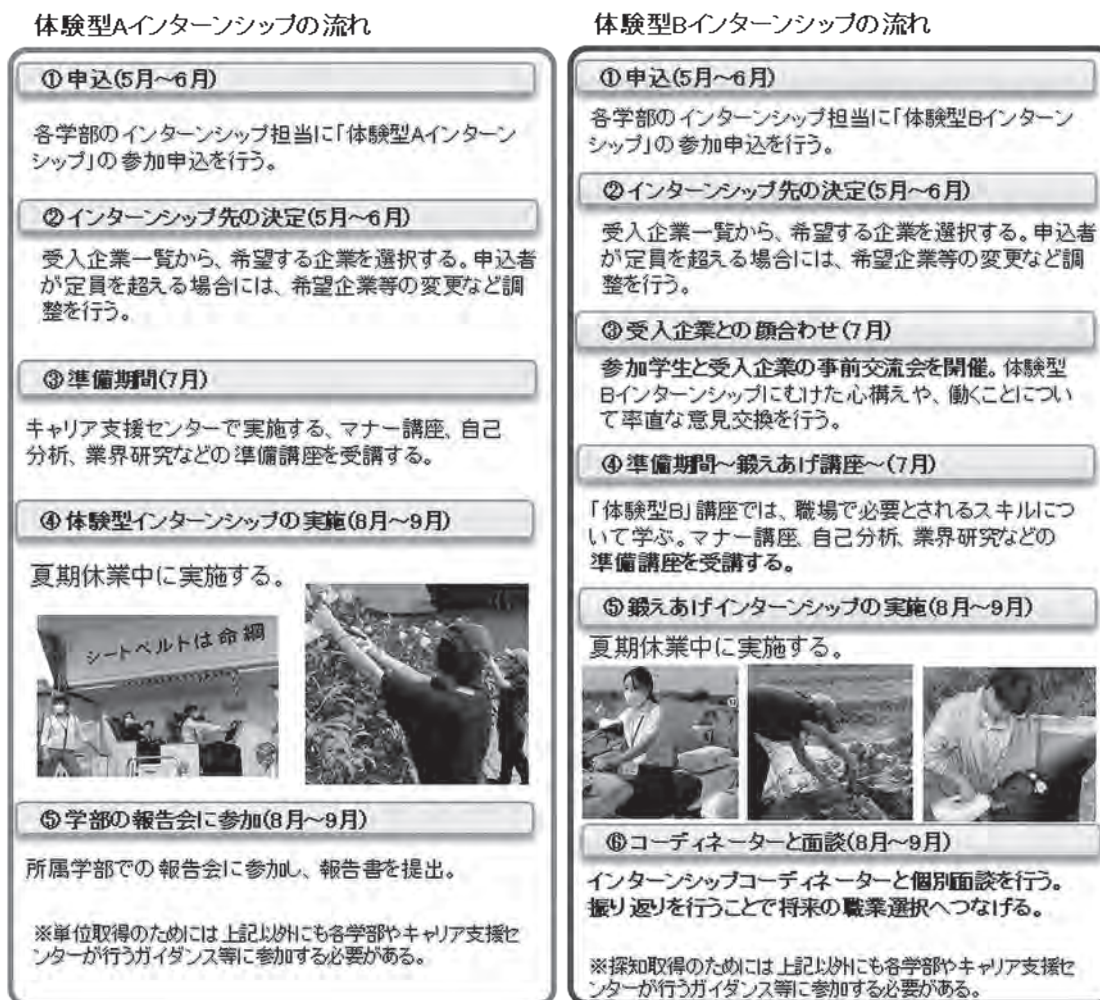 体験型Aインターンシップの流れ
①申込(5月～6月)
各学部のインターンシップ担当に「体験型Aインターン
シップ」の参加申込を行う。
②インターンシップ先の決定(5月～6月)
受入企業一覧から、希望する企業を選択する。申込者
が定員を超える場合には、希望企業等の変更など調
整を行う。
③準備期間(7月)
キャリア支援センターで実施する、マナー講座、自己
分析、業界研究などの準備講座を受講する。
④体験型インターンシップの実施(8月～9月)
夏期休業中に実施する。
シートベルトは命綱
⑤学部の報告会に参加(8月～9月)
所属学部での報告会に参加し、報告書を提出。
※単位取得のためには上記以外にも各学部やキャリア支援セ
ンターが行うガイダンス等に参加する必要がある。
体験型Bインターンシップの流れ
①申込(5月～6月)
各学部のインターンシップ担当に「体験型Bインターン
シップ」の参加申込を行う。
②インターンシップ先の決定(5月～6月)
受入企業一覧から、希望する企業を選択する。申込者
が定員を超える場合には、希望企業等の変更など調
整を行う。
③受入企業との顔合わせ(7月)
参加学生と受入企業の事前交流会を開催。体験型
Bインターンシップにむけた心構えや、働くことについ
て率直な意見交換を行う。
④準備期間～鍛えあげ講座～(7月)
「体験型B」講座では、職場で必要とされるスキルにつ
いて学ぶ。マナー講座、自己分析、業界研究などの
準備講座を受講する。
⑤鍛えあげインターンシップの実施(8月～9月)
夏期休業中に実施する。
⑥コーディネーターと面談(8月～9月)
インターンシップコーディネーターと個別面談を行う。
振り返りを行うことで将来の職業選択へつなげる。
※探知取得のためには上記以外にも各学部やキャリア支援セ
ンターが行うガイダンス等に参加する必要がある。